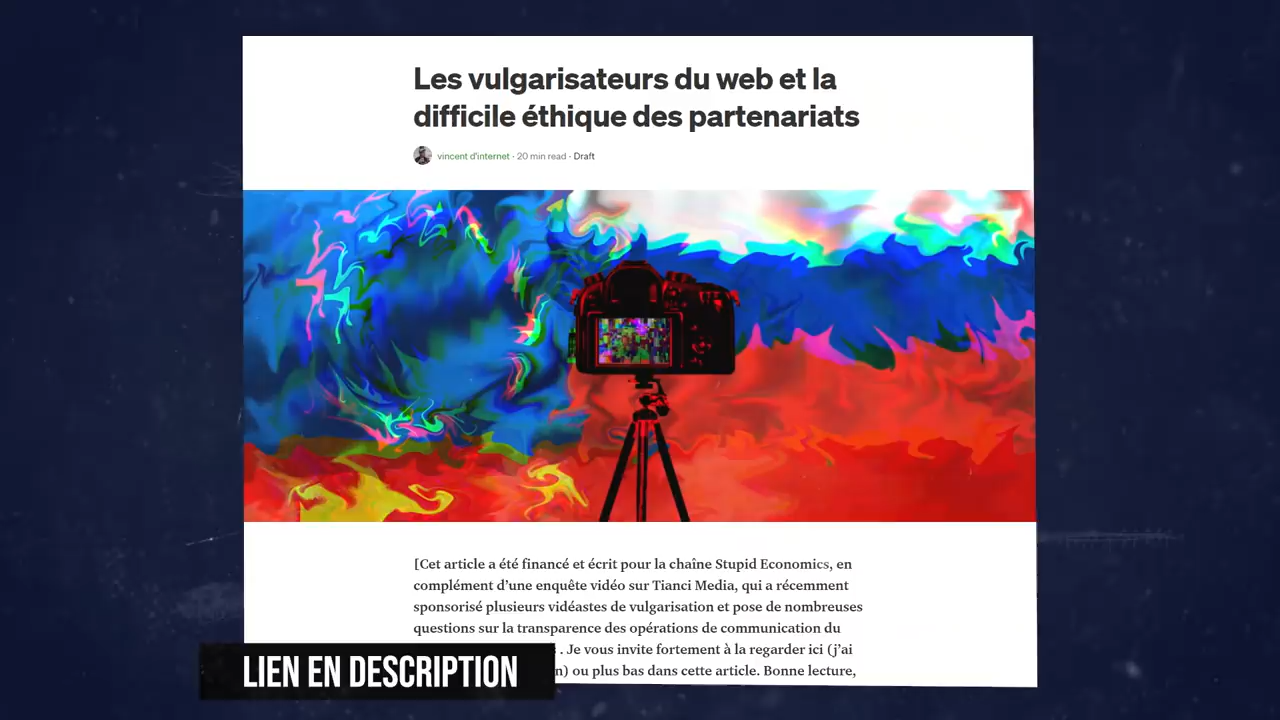 Les vulgarisateurs du web et la
difficile éthique des partenariats
vincent d'internet · 20 min read · Draft
[Cet article a été financé et écrit pour la chaîne Stupid Economics, en
complément d'une enquête vidéo sur Tianci Media, qui a récemment
sponsorisé plusieurs vidéastes de vulgarisation et pose de nombreuses
questions sur la transparence des opérations de communication du
. Je vous invite fortement à la regarder ici (j'ai
n) ou plus bas dans cette article. Bonne lecture,
LIEN EN DESCRIPTION